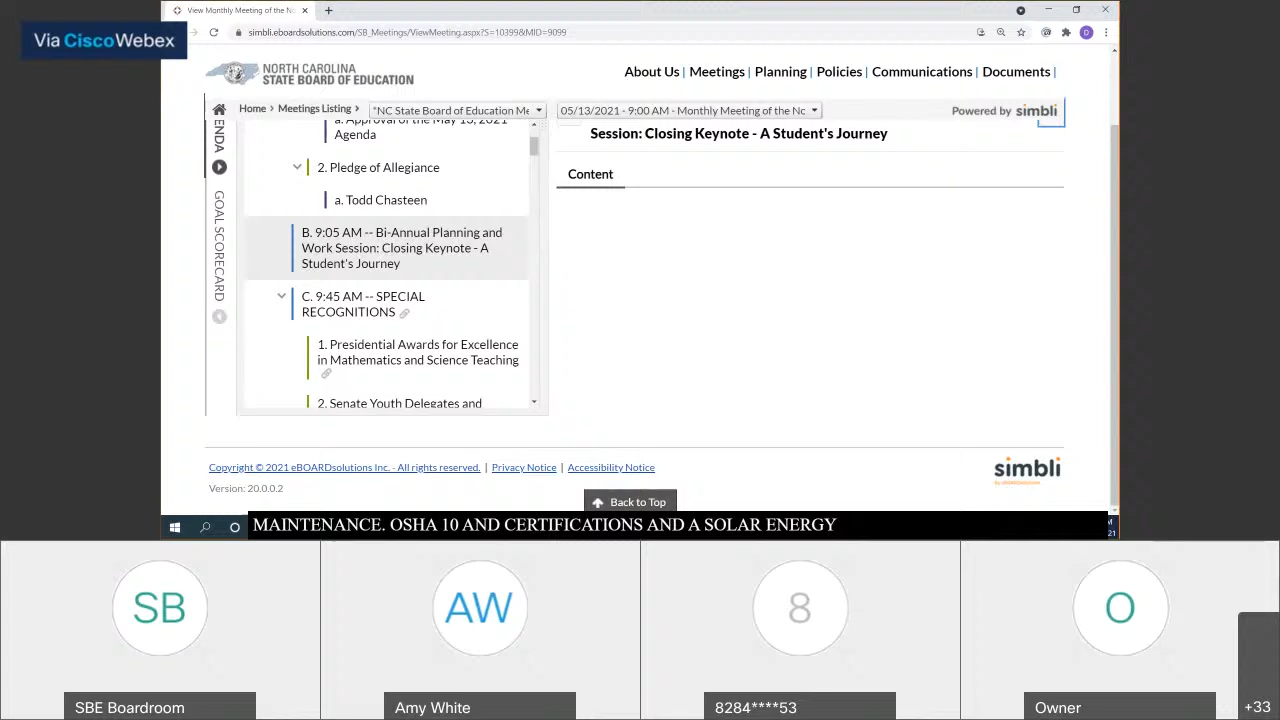 View Monthly Meeting of the No
Via CiscoWebex
simbli.eboardsolutions.com/SB_Meetings/ViewMeeting.aspx?S=10399&MID=9099
D
NORTH CAROLINA
STATE BOARD OF EDUCATION
About Us | Meetings | Planning | Policies | Communications | Documents |
Home > Meetings Listing >
*NC State Board of Education Me
05/13/2021 - 9:00 AM - Monthly Meeting of the Nc
Powered by simbli
ENDA
GOAL SCORECARD
a. Approval of the May 13, 2021
Agenda
2. Pledge of Allegiance
a. Todd Chasteen
B. 9:05 AM -- Bi-Annual Planning and
Work Session: Closing Keynote - A
Student's Journey
C. 9:45 AM -- SPECIAL
RECOGNITIONS
1. Presidential Awards for Excellence
in Mathematics and Science Teaching
2. Senate Youth Delegates and
Session: Closing Keynote - A Student's Journey
Content
Copyright © 2021 eBOARDsolutions Inc. - All rights reserved. | Privacy Notice | Accessibility Notice
Version: 20.0.0.2
simbli
Back to Top
MAINTENANCE. OSHA 10 AND CERTIFICATIONS AND A SOLAR ENERGY
M
21
SB
AW
8
O
SBE Boardroom
Amy White
8284****53
Owner
+33